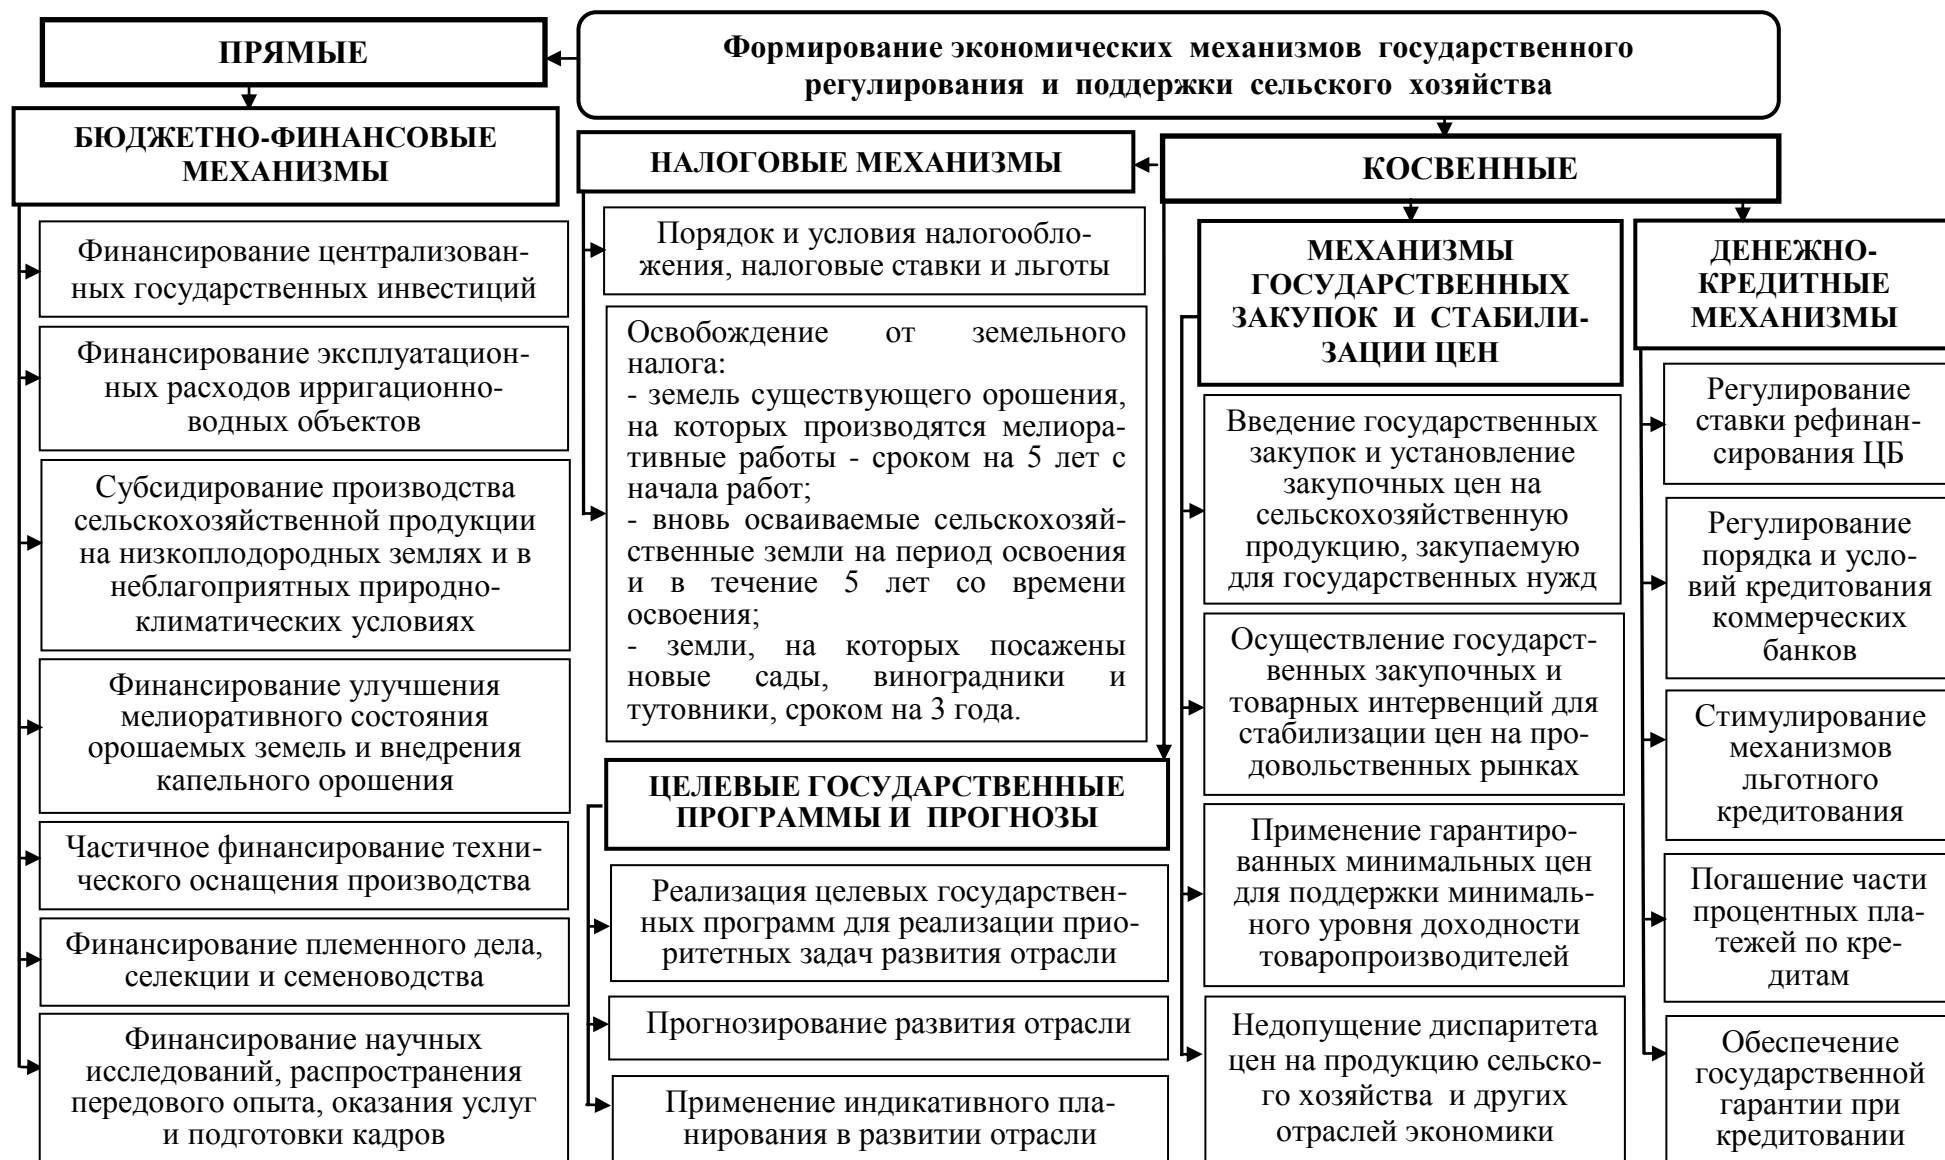 Формирование экономических механизмов государственного
регулирования и поддержки сельского хозяйства
ПРЯМЫЕ
БЮДЖЕТНО-ФИНАНСОВЫЕ
МЕХАНИЗМЫ
Финансирование централизован-
ных государственных инвестиций
Финансирование эксплуатацион-
ных расходов ирригационно-
водных объектов
Субсидирование производства
сельскохозяйственной продукции
на низкоплодородных землях и в
неблагоприятных природно-
климатических условиях
Финансирование улучшения
мелиоративного состояния
орошаемых земель и внедрения
капельного орошения
Частичное финансирование техни-
ческого оснащения производства
Финансирование племенного дела,
селекции и семеноводства
Финансирование научных
исследований, распространения
передового опыта, оказания услуг
и подготовки кадров
КОСВЕННЫЕ
НАЛОГОВЫЕ МЕХАНИЗМЫ
Порядок и условия налогообло-
жения, налоговые ставки и льготы
Освобождение от земельного
налога:
- земель существующего орошения,
на которых производятся мелиора-
тивные работы - сроком на 5 лет с
начала работ;
- вновь осваиваемые сельскохозяй-
ственные земли на период освоения
и в течение 5 лет со времени
освоения;
- земли, на которых посажены
новые сады, виноградники и
тутовники, сроком на 3 года.
ЦЕЛЕВЫЕ ГОСУДАРСТВЕННЫЕ
ПРОГРАММЫ И ПРОГНОЗЫ
Реализация целевых государствен-
ных программ для реализации прио-
ритетных задач развития отрасли
Прогнозирование развития отрасли
Применение индикативного пла-
нирования в развитии отрасли
МЕХАНИЗМЫ
ГОСУДАРСТВЕННЫХ
ЗАКУПОК И СТАБИЛИ-
ЗАЦИИ ЦЕН
Введение государственных
закупок и установление
закупочных цен на
сельскохозяйственную
продукцию, закупаемую
для государственных нужд
Осуществление государст-
венных закупочных и
товарных интервенций для
стабилизации цен на про-
довольственных рынках
Применение гарантиро-
ванных минимальных цен
для поддержки минималь-
ного уровня доходности
товаропроизводителей
Недопущение диспаритета
цен на продукцию сельско-
го хозяйства и других
отраслей экономики
ДЕНЕЖНО-
КРЕДИТНЫЕ
МЕХАНИЗМЫ
Регулирование
ставки рефинан-
сирования ЦБ
Регулирование
порядка и усло-
вий кредитования
коммерческих
банков
Стимулирование
механизмов
льготного
кредитования
Погашение части
процентных пла-
тежей по кре-
дитам
Обеспечение
государственной
гарантии при
кредитовании